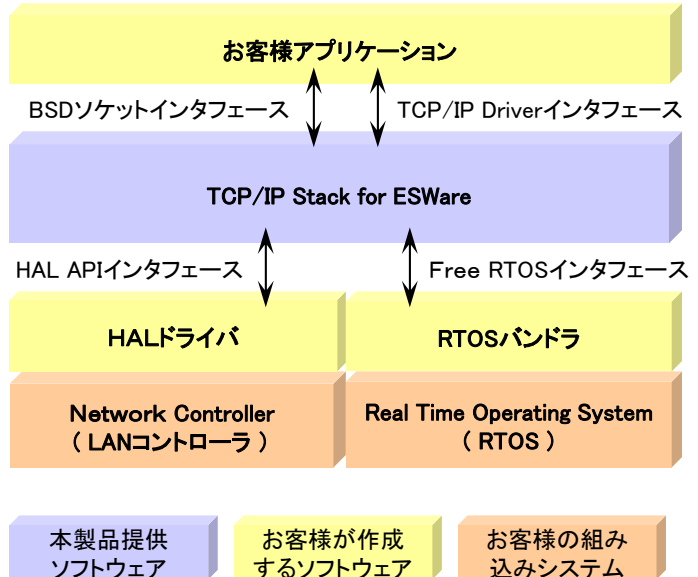 お客様アプリケーション
BSDソケットインタフェース
TCP/IP Driverインタフェース
TCP/IP Stack for ESWare
HAL APIインタフェース
Free RTOSインタフェース
HALドライバ
RTOSバンドラ
Network Controller
( LANコントローラ )
Real Time Operating System
( RTOS )
本製品提供
ソフトウェア
お客様が作成
するソフトウェア
お客様の組み
込みシステム